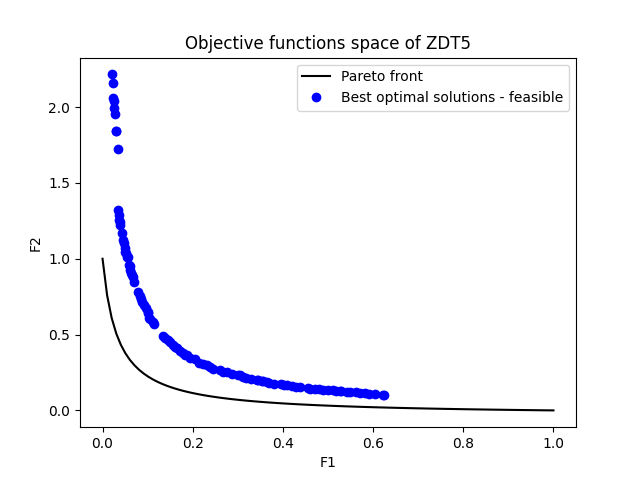 Objective functions space of ZDT5
Pareto front
Best optimal solutions - feasible
2.0
1.5
1.0
0.5
0.0
F2
0.0 0.2 0.4 0.6 0.8 1.0
F1